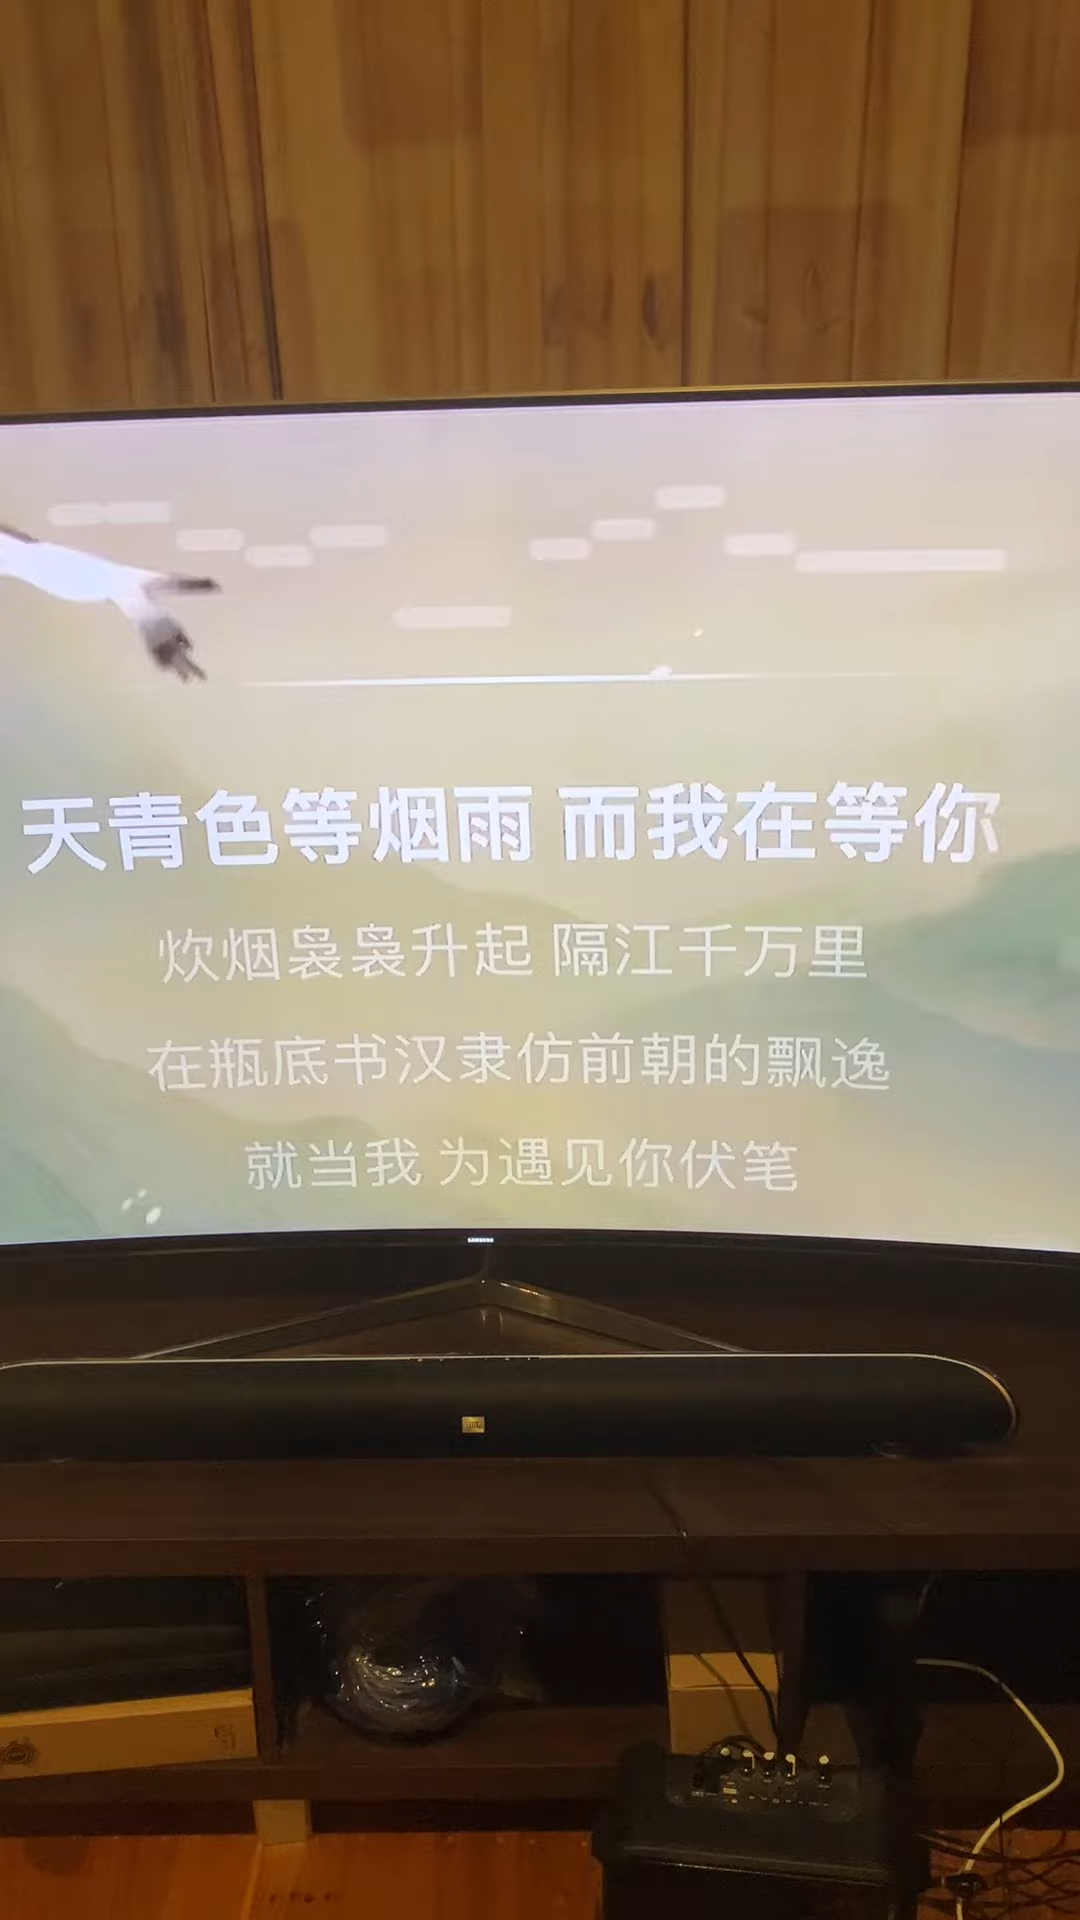 天青色等烟雨 而我在等你
炊烟袅袅升起 隔江千万里
在瓶底书汉隶仿前朝的飘逸
就当我 为遇见你伏笔
SAMSUNG
JBL